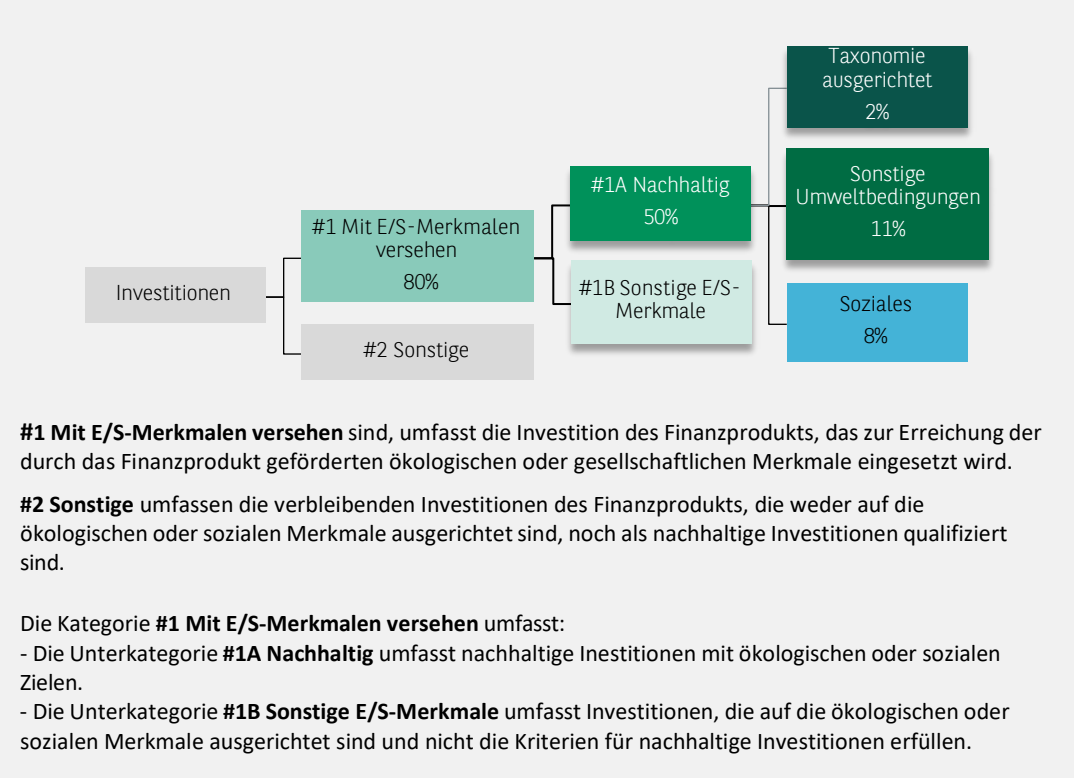 Taxonomie
ausgerichtet
2%
#1A Nachhaltig
50%
Sonstige
Umweltbedingungen
11%
#1 Mit E/S-Merkmalen
versehen
80%
Investitionen
#1B Sonstige E/S-
Merkmale
Soziales
8%
#2 Sonstige
#1 Mit E/S-Merkmalen versehen sind, umfasst die Investition des Finanzprodukts, das zur Erreichung der
durch das Finanzprodukt geförderten ökologischen oder gesellschaftlichen Merkmale eingesetzt wird.
#2 Sonstige umfassen die verbleibenden Investitionen des Finanzprodukts, die weder auf die
ökologischen oder sozialen Merkmale ausgerichtet sind, noch als nachhaltige Investitionen qualifiziert
sind.
Die Kategorie #1 Mit E/S-Merkmalen versehen umfasst:
- Die Unterkategorie #1A Nachhaltig umfasst nachhaltige Inestitionen mit ökologischen oder sozialen
Zielen.
- Die Unterkategorie #1B Sonstige E/S-Merkmale umfasst Investitionen, die auf die ökologischen oder
sozialen Merkmale ausgerichtet sind und nicht die Kriterien für nachhaltige Investitionen erfüllen.